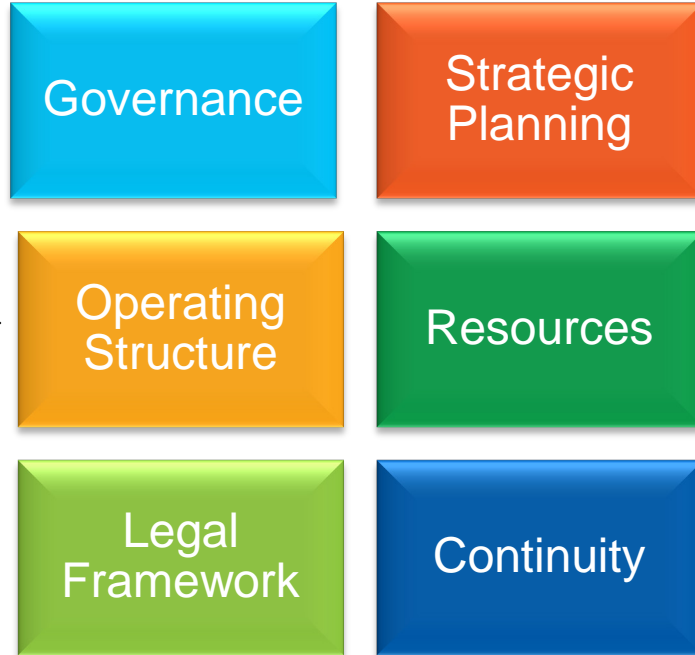 Governance
Strategic
Planning
Operating
Structure
Resources
Legal
Framework
Continuity